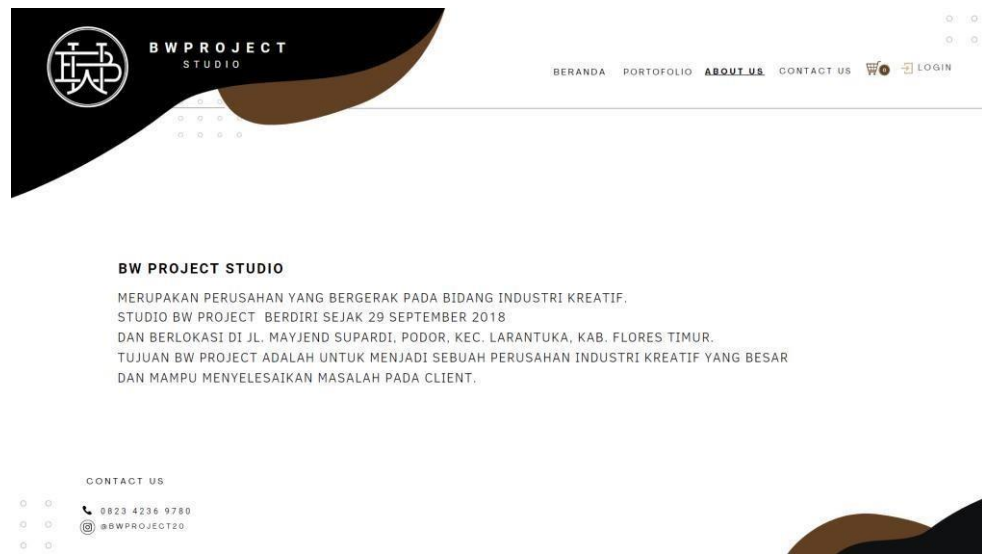 BWPROJECT
STUDIO
BERANDA PORTOFOLIO ABOUT US CONTACT US 0 LOGIN
BW PROJECT STUDIO
MERUPAKAN PERUSAHAN YANG BERGERAK PADA BIDANG INDUSTRI KREATIF.
STUDIO BW PROJECT BERDIRI SEJAK 29 SEPTEMBER 2018
DAN BERLOKASI DI JL. MAYJEND SUPARDI, PODOR, KEC. LARANTUKA, KAB. FLORES TIMUR.
TUJUAN BW PROJECT ADALAH UNTUK MENJADI SEBUAH PERUSAHAN INDUSTRI KREATIF YANG BESAR
DAN MAMPU MENYELESAIKAN MASALAH PADA CLIENT.
CONTACT US
0823 4236 9780
@BWPROJECT20